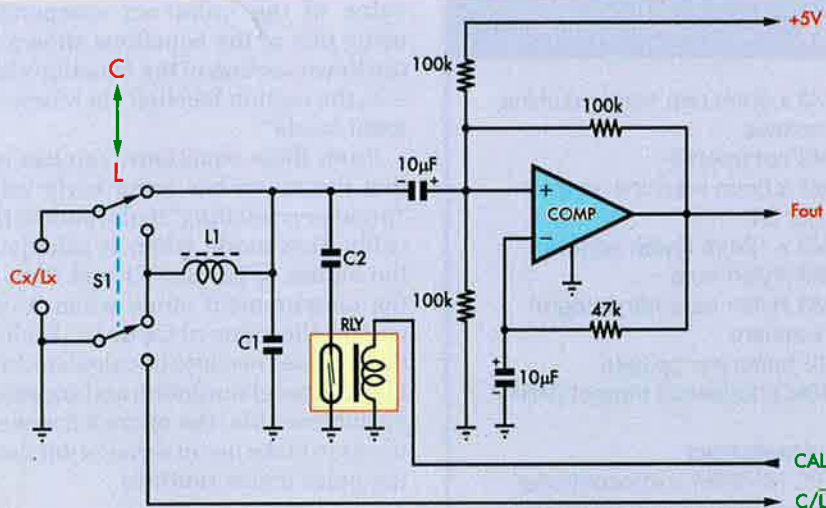 C
L
Cx/Lx
S1
L1
C1
C2
RLY
10µF
100k
100k
100k
+
–
COMP
47k
10µF
+5V
Fout
CAL
C/L̅